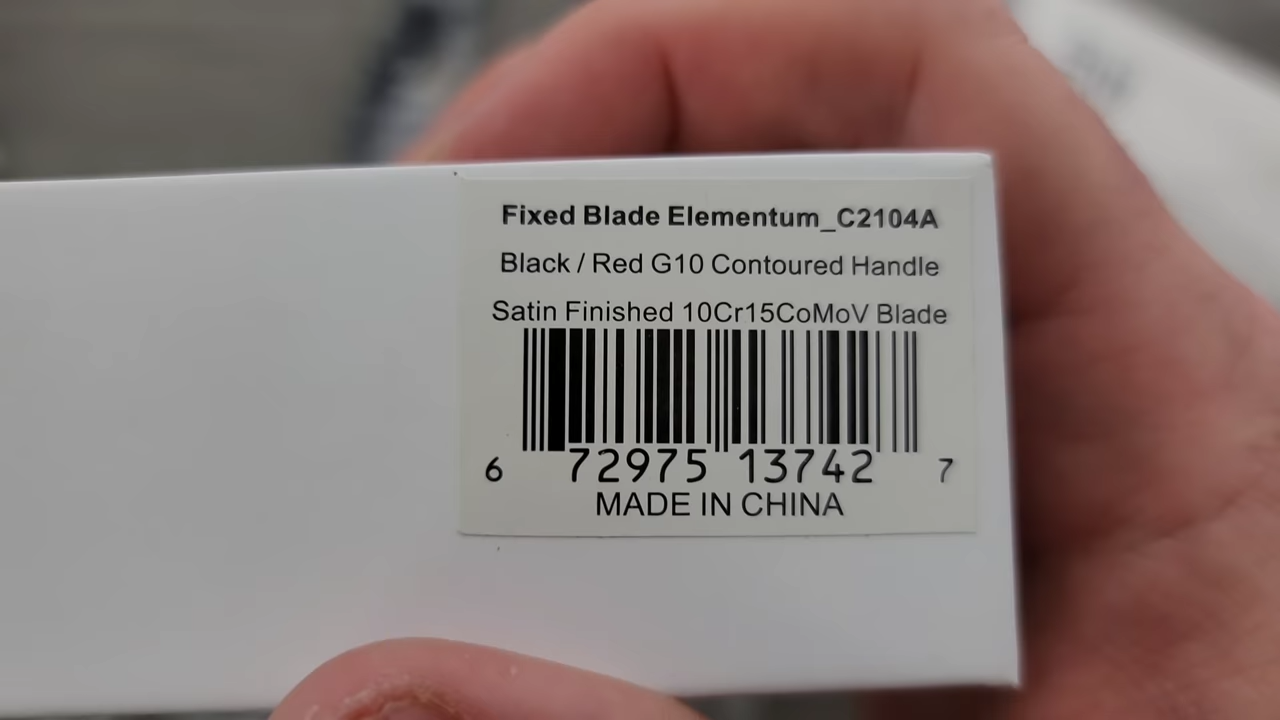 Fixed Blade Elementum_C2104A
Black / Red G10 Contoured Handle
Satin Finished 10Cr15CoMoV Blade
6 72975 13742 7
MADE IN CHINA